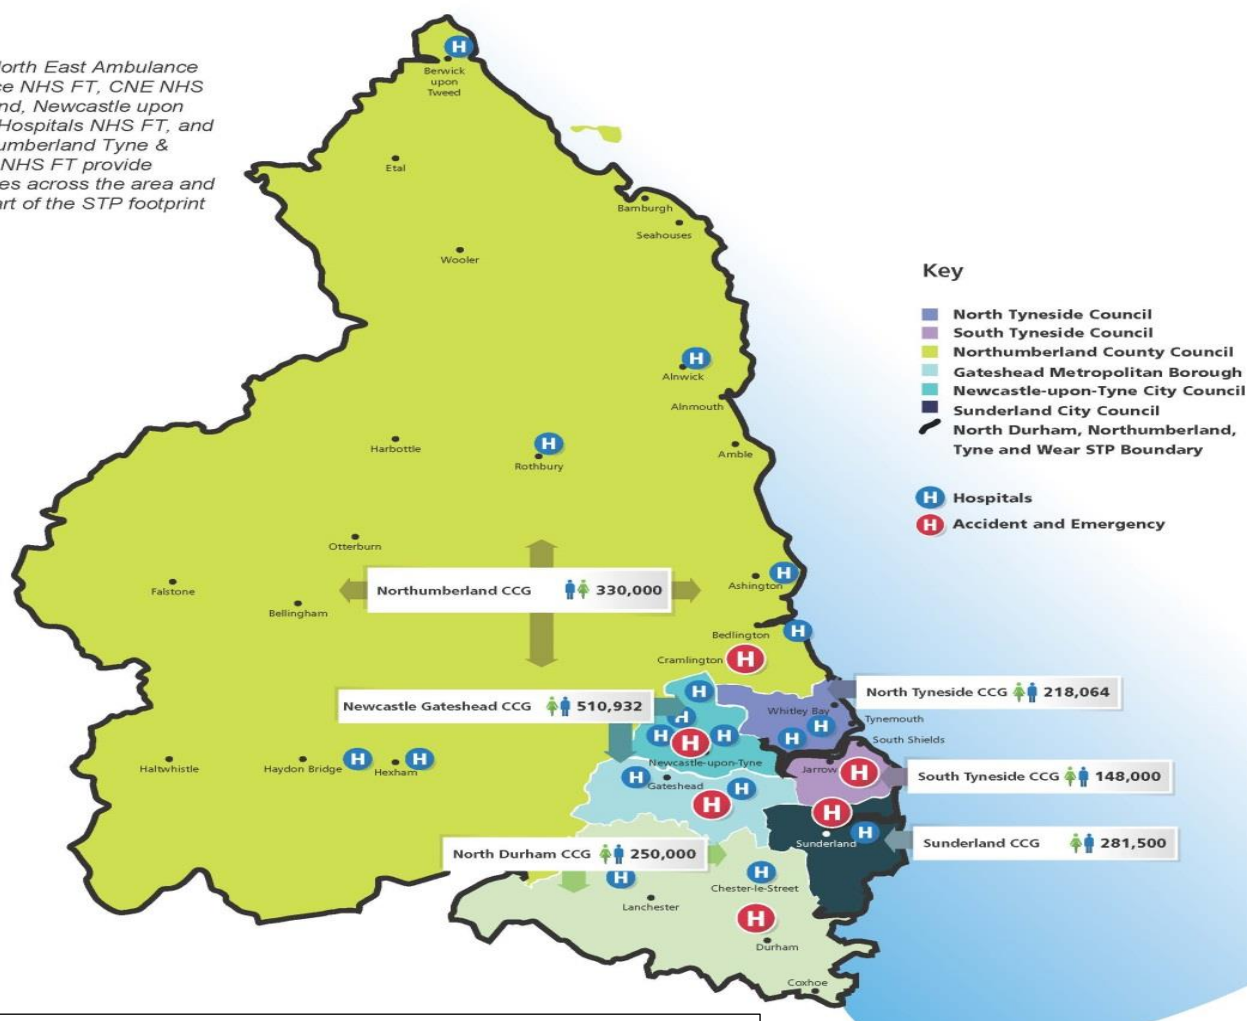 orth East Ambulance
ce NHS FT, CNE NHS
nd, Newcastle upon
Hospitals NHS FT, and
umberland Tyne &
NHS FT provide
es across the area and
art of the STP footprint
H
Berwick
upon
Tweed
Etal
Bamburgh
Seahouses
Wooler
Key
North Tyneside Council
South Tyneside Council
Northumberland County Council
Gateshead Metropolitan Borough
Newcastle-upon-Tyne City Council
Sunderland City Council
North Durham, Northumberland,
Tyne and Wear STP Boundary
H Hospitals
H Accident and Emergency
H
Alnwick
Alnmouth
Harbottle
H
Rothbury
Amble
Otterburn
Falstone
Bellingham
Northumberland CCG 330,000
Ashington H
Bedlington H
Cramlington H
Newcastle Gateshead CCG 510,932
H
H
H H H
Newcastle-upon-Tyne
North Tyneside CCG 218,064
Whitley Bay
H H
Tynemouth
South Shields
Haltwhistle
Haydon Bridge H
Hexham H
Jarrow H
South Tyneside CCG 148,000
H Gateshead H
H
H
Sunderland H
Sunderland CCG 281,500
North Durham CCG 250,000
H
H
Chester-le-Street
Lanchester
H
Durham
Coxhoe